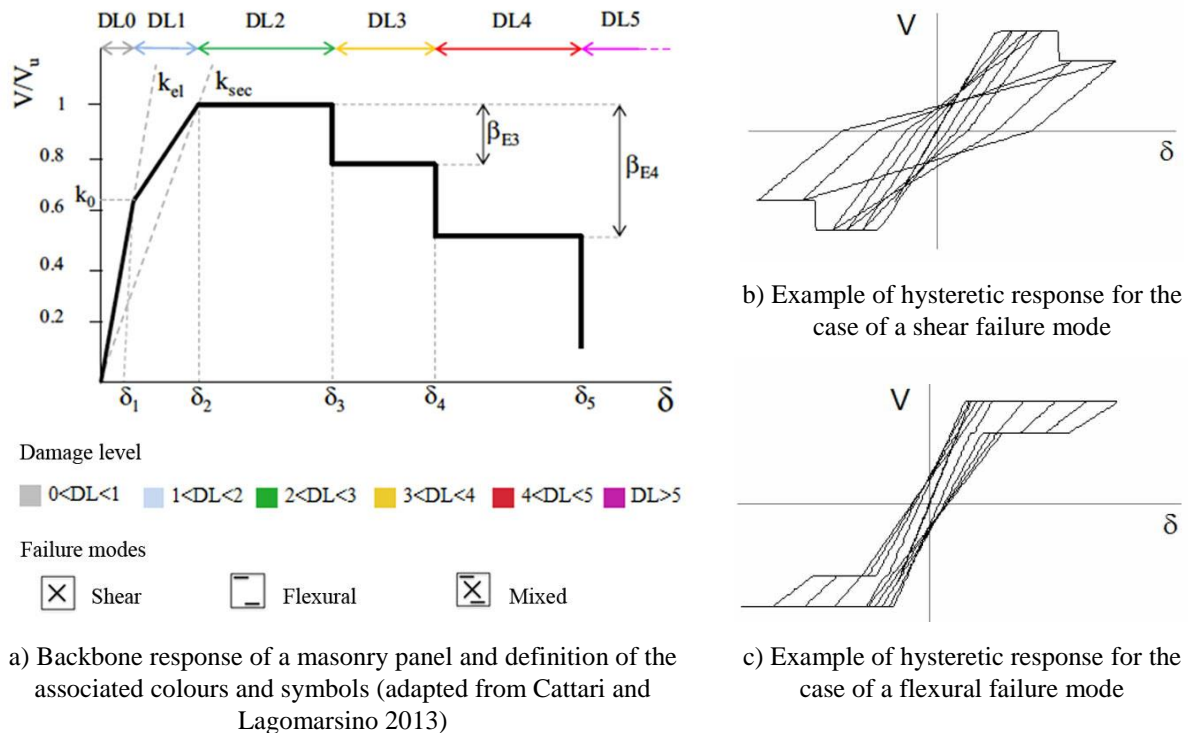 DL0 DL1 DL2 DL3 DL4 DL5
V/Vu
kel
ksec
1
βE3
0.8
βE4
k0
0.6
0.4
0.2
δ1 δ2 δ3 δ4 δ5 δ
Damage level
0<DL<1 1<DL<2 2<DL<3 3<DL<4 4<DL<5 DL>5
Failure modes
Shear Flexural Mixed
a) Backbone response of a masonry panel and definition of the
associated colours and symbols (adapted from Cattari and
Lagomarsino 2013)
V
δ
b) Example of hysteretic response for the
case of a shear failure mode
V
δ
c) Example of hysteretic response for the
case of a flexural failure mode